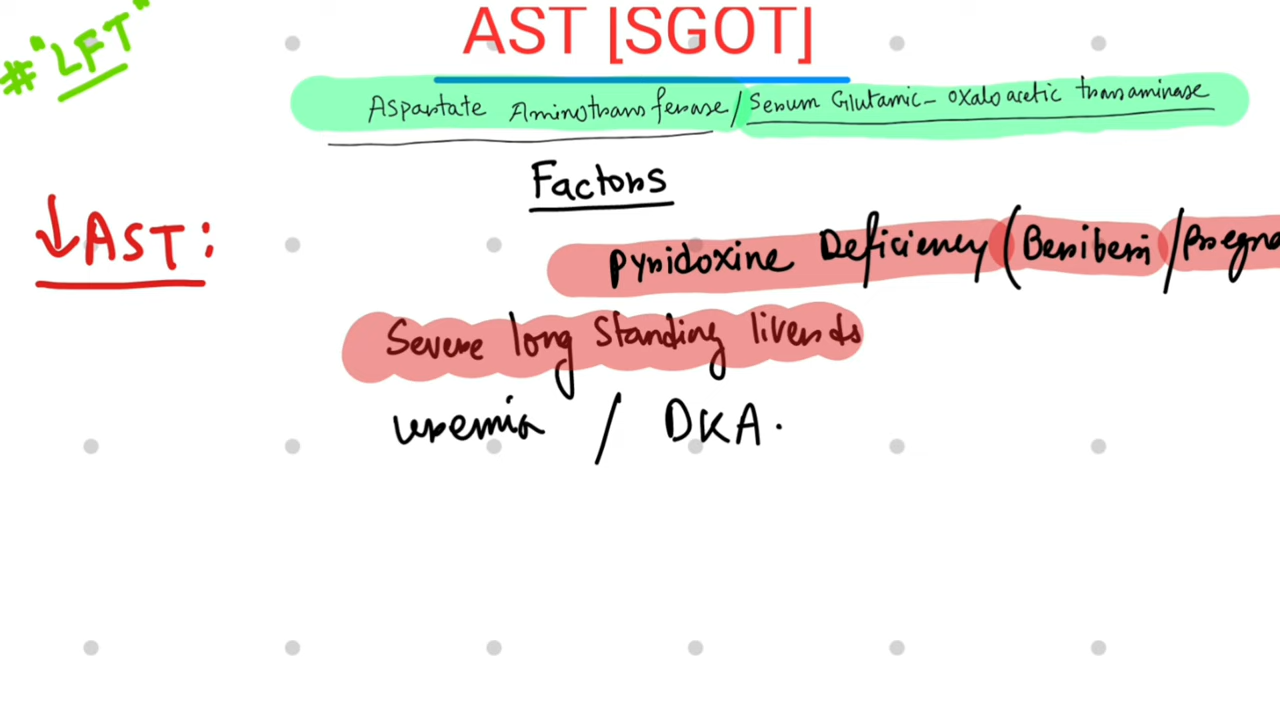 # "LFT"
AST [SGOT]
Aspartate Aminotransferase / Serum Glutamic- oxaloacetic transaminase
Factors
↓AST:
Pyridoxine Deficiency (Beriberi / Pregna
Severe long Standing liver ds
uremia / DKA.